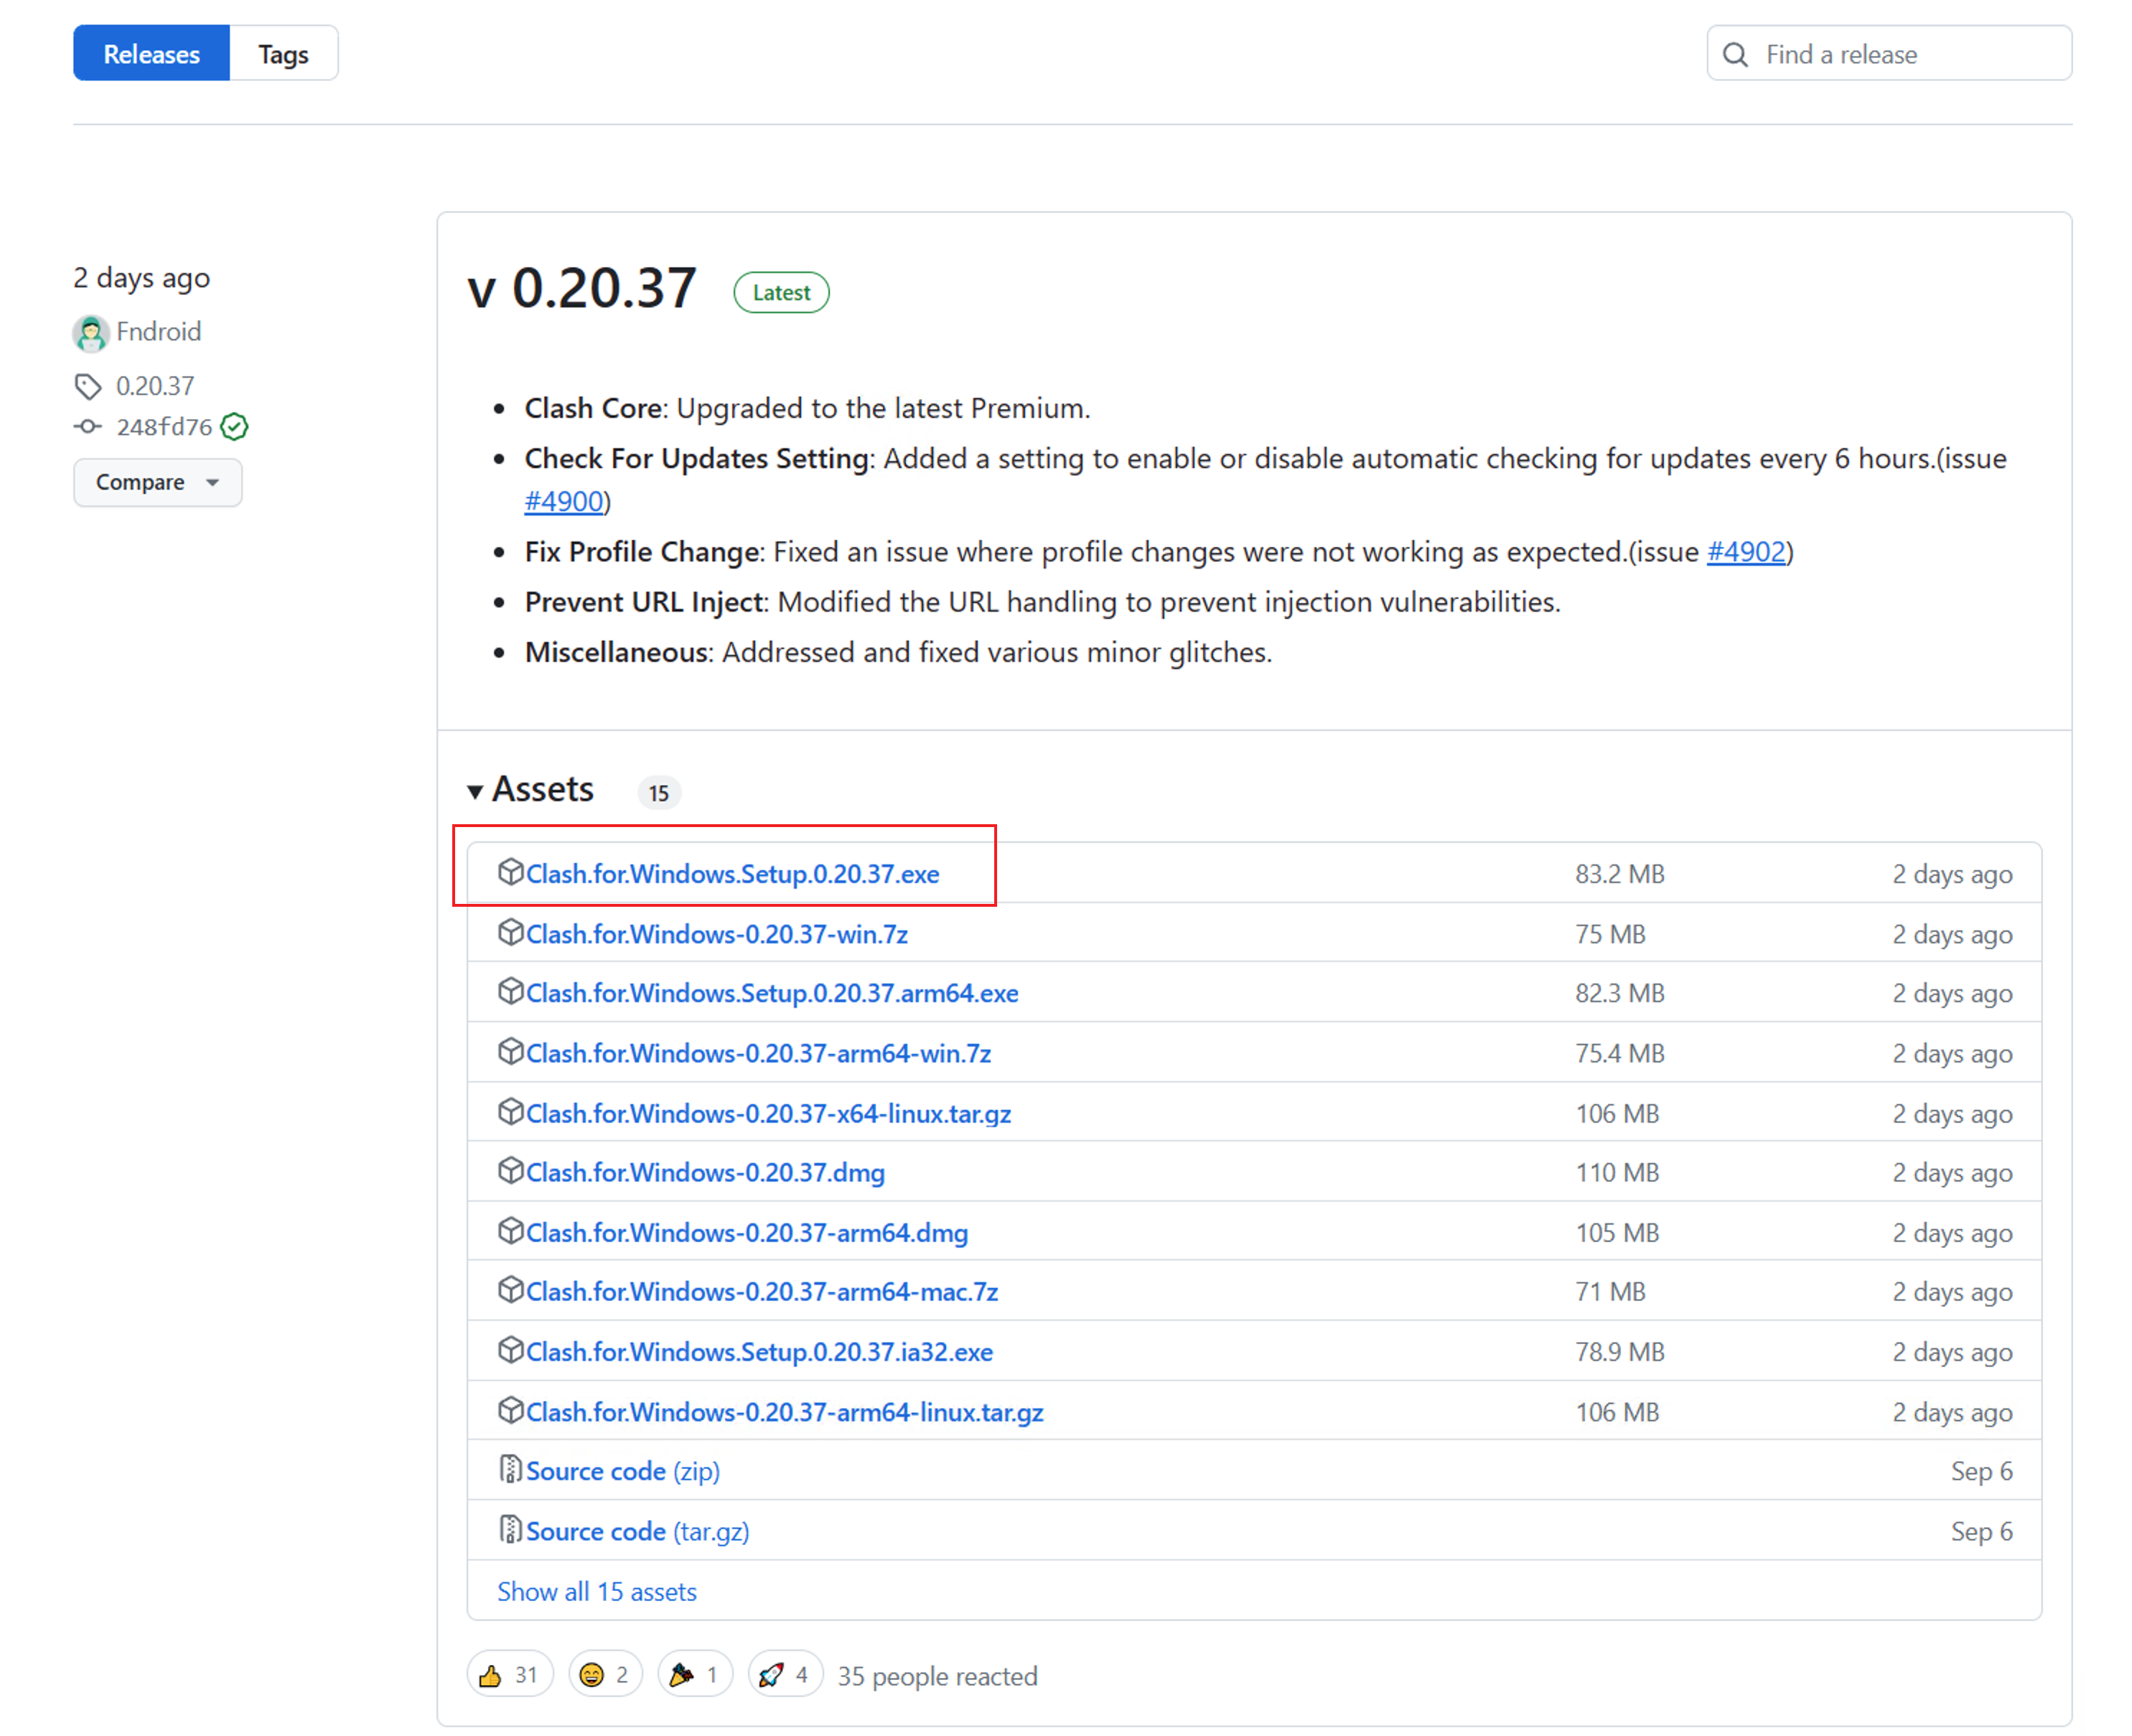 Releases Tags Find a release
2 days ago
Fndroid
0.20.37
248fd76
Compare
v 0.20.37 Latest
• Clash Core: Upgraded to the latest Premium.
• Check For Updates Setting: Added a setting to enable or disable automatic checking for updates every 6 hours.(issue
#4900)
• Fix Profile Change: Fixed an issue where profile changes were not working as expected.(issue #4902)
• Prevent URL Inject: Modified the URL handling to prevent injection vulnerabilities.
• Miscellaneous: Addressed and fixed various minor glitches.
Assets 15
Clash.for.Windows.Setup.0.20.37.exe 83.2 MB 2 days ago
Clash.for.Windows-0.20.37-win.7z 75 MB 2 days ago
Clash.for.Windows.Setup.0.20.37.arm64.exe 82.3 MB 2 days ago
Clash.for.Windows-0.20.37-arm64-win.7z 75.4 MB 2 days ago
Clash.for.Windows-0.20.37-x64-linux.tar.gz 106 MB 2 days ago
Clash.for.Windows-0.20.37.dmg 110 MB 2 days ago
Clash.for.Windows-0.20.37-arm64.dmg 105 MB 2 days ago
Clash.for.Windows-0.20.37-arm64-mac.7z 71 MB 2 days ago
Clash.for.Windows.Setup.0.20.37.ia32.exe 78.9 MB 2 days ago
Clash.for.Windows-0.20.37-arm64-linux.tar.gz 106 MB 2 days ago
Source code (zip) Sep 6
Source code (tar.gz) Sep 6
Show all 15 assets
👍 31 😄 2 🎉 1 🚀 4 35 people reacted